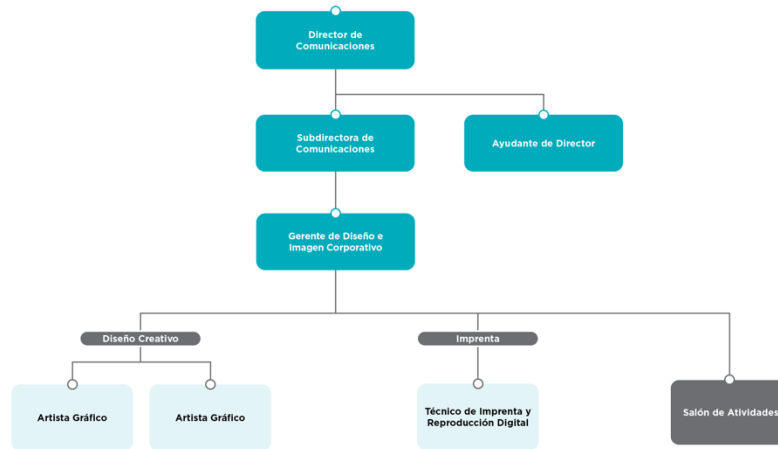 Director de
Comunicaciones
Subdirectora de
Comunicaciones
Ayudante de Director
Gerente de Diseño e
Imagen Corporativo
Diseño Creativo
Imprenta
Artista Gráfico
Artista Gráfico
Técnico de Imprenta y
Reproducción Digital
Salón de Atividades